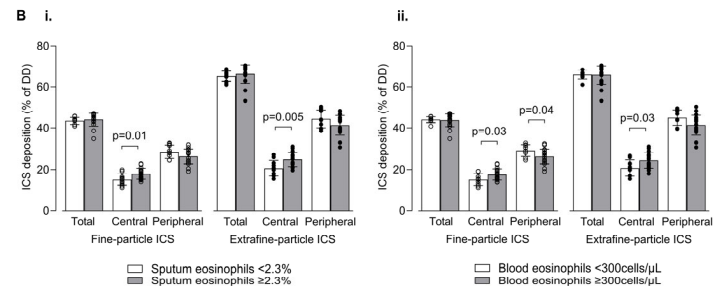 B i.
ICS deposition (% of DD)
80
60
40
20
0
p=0.01
p=0.005
Total Central Peripheral
Fine-particle ICS
Total Central Peripheral
Extrafine-particle ICS
Sputum eosinophils <2.3%
Sputum eosinophils ≥2.3%
ii.
ICS deposition (% of DD)
80
60
40
20
0
p=0.03
p=0.04
p=0.03
Total Central Peripheral
Fine-particle ICS
Total Central Peripheral
Extrafine-particle ICS
Blood eosinophils <300cells/µL
Blood eosinophils ≥300cells/µL